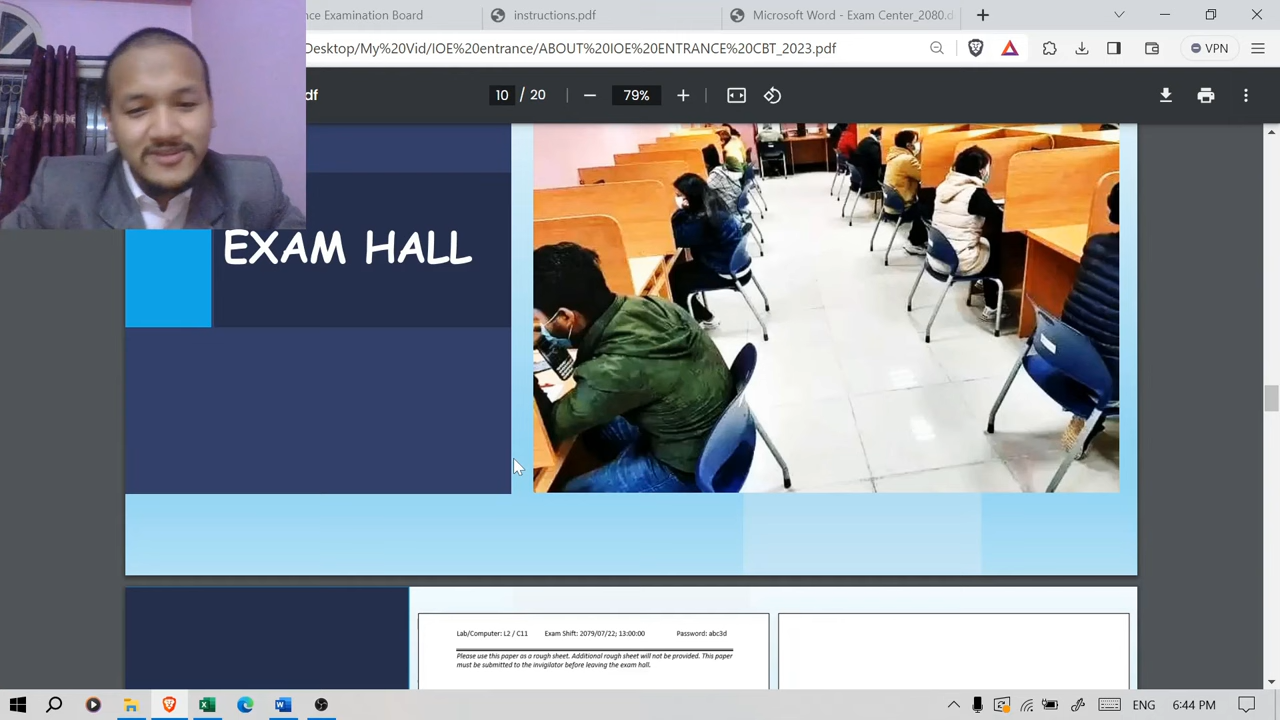 nce Examination Board
instructions.pdf
Microsoft Word - Exam Center_2080.d
Desktop/My%20Vid/IOE%20entrance/ABOUT%20IOE%20ENTRANCE%20CBT_2023.pdf
VPN
df
10 / 20
79%
EXAM HALL
Lab/Computer: L2 / C11 Exam Shift: 2079/07/22; 13:00:00 Password: abc3d
Please use this paper as a rough sheet. Additional rough sheet will not be provided. This paper
must be submitted to the invigilator before leaving the exam hall.
ENG
6:44 PM